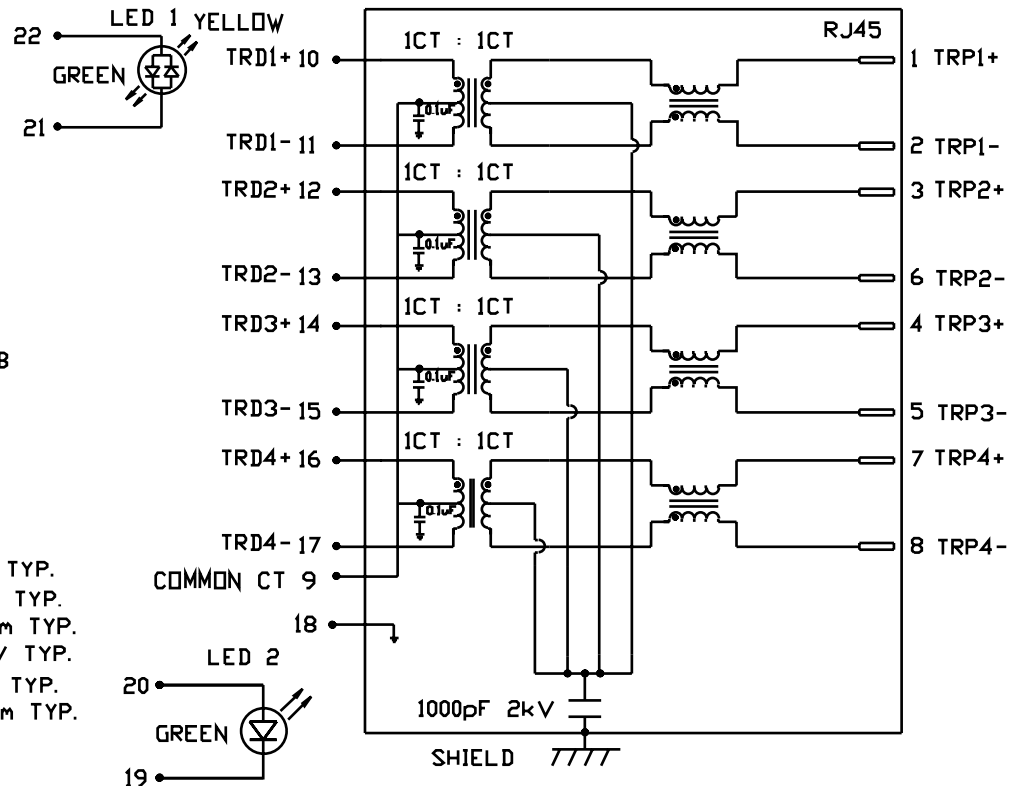 LED 1
22
YELLOW
GREEN
21
RJ45
1CT : 1CT
TRD1+ 10
0.1uF
TRD1- 11
1 TRP1+
2 TRP1-
1CT : 1CT
TRD2+ 12
0.1uF
TRD2- 13
3 TRP2+
6 TRP2-
1CT : 1CT
TRD3+ 14
0.1uF
TRD3- 15
4 TRP3+
5 TRP3-
B
1CT : 1CT
TRD4+ 16
0.1uF
TRD4- 17
7 TRP4+
8 TRP4-
COMMON CT 9
18
TYP.
TYP.
m TYP.
V TYP.
TYP.
m TYP.
LED 2
20
GREEN
19
1000pF 2kV
SHIELD